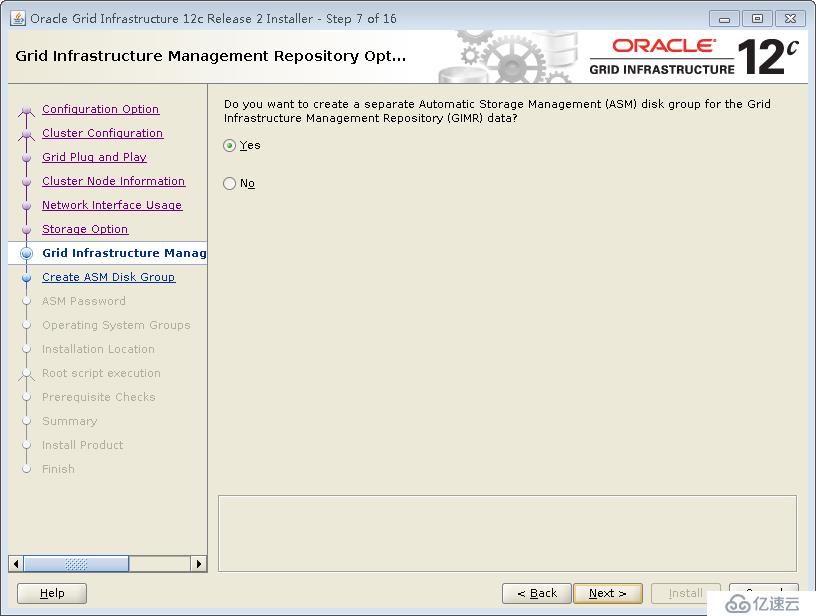 Oracle Grid Infrastructure 12c Release 2 Installer - Step 7 of 16
Grid Infrastructure Management Repository Opt...
ORACLE
GRID INFRASTRUCTURE
12c
Configuration Option
Cluster Configuration
Grid Plug and Play
Cluster Node Information
Network Interface Usage
Storage Option
Grid Infrastructure Manag
Create ASM Disk Group
ASM Password
Operating System Groups
Installation Location
Root script execution
Prerequisite Checks
Summary
Install Product
Finish
Do you want to create a separate Automatic Storage Management (ASM) disk group for the Grid
Infrastructure Management Repository (GIMR) data?
Yes
No
Help
< Back
Next >
Install
亿速云